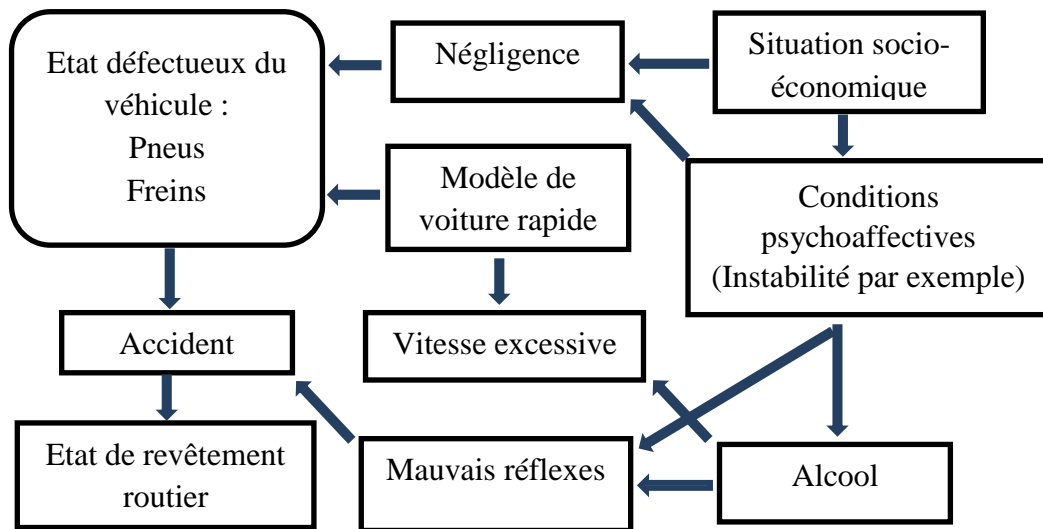 Etat défectueux du
véhicule :
Pneus
Freins
Négligence
Situation socio-
économique
Modèle de
voiture rapide
Conditions
psychoaffectives
(Instabilité par exemple)
Accident
Vitesse excessive
Etat de revêtement
routier
Mauvais réflexes
Alcool